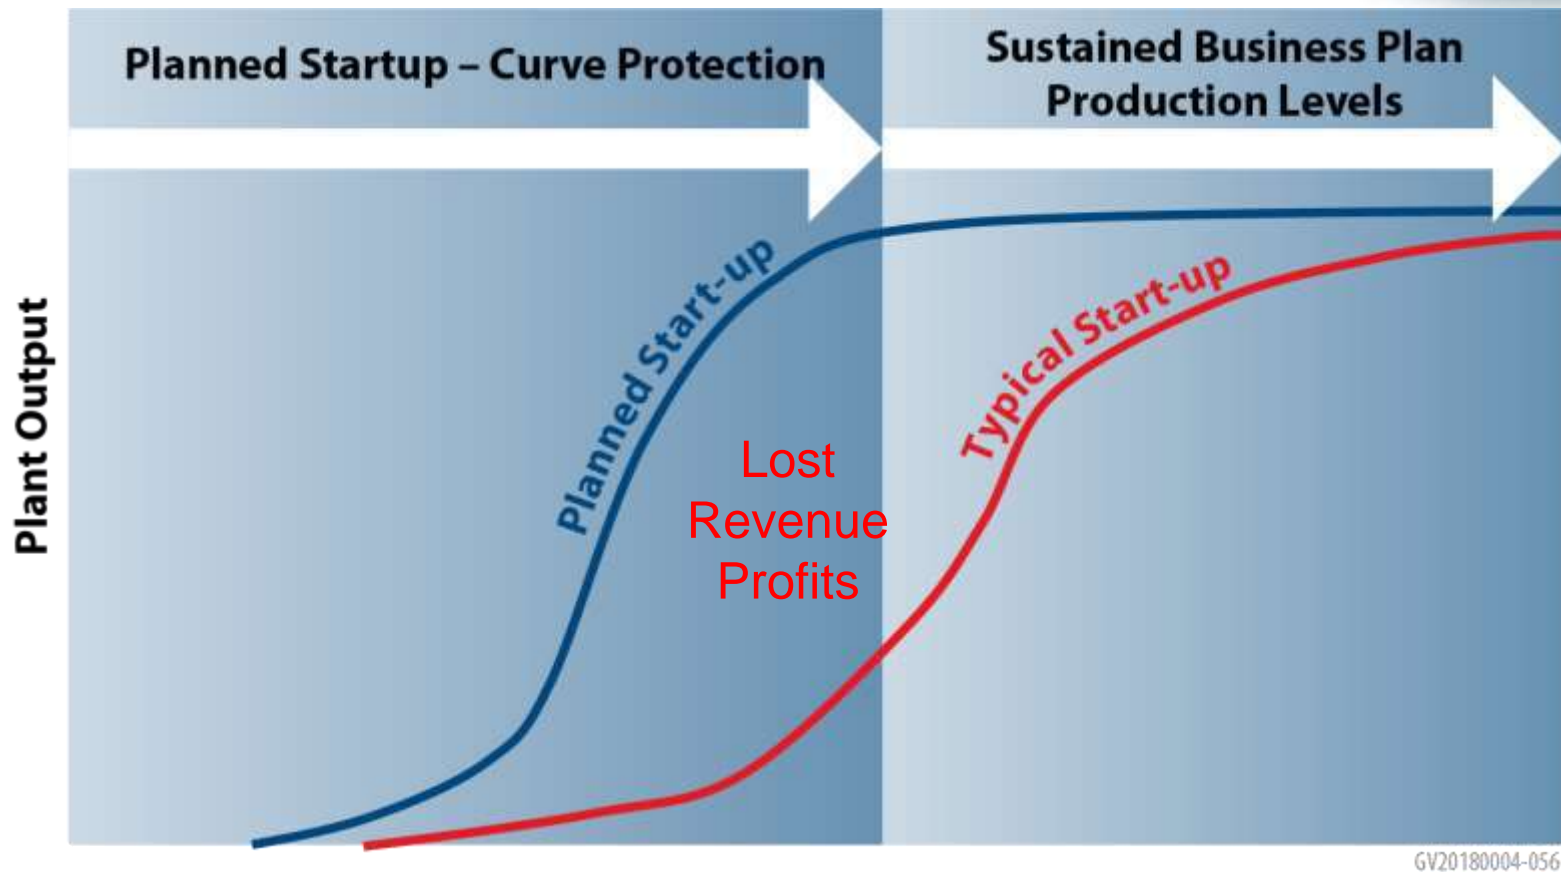 Planned Startup – Curve Protection
Sustained Business Plan
Production Levels
Plant Output
Planned Start-up
Typical Start-up
Lost
Revenue
Profits
GV20180004-056